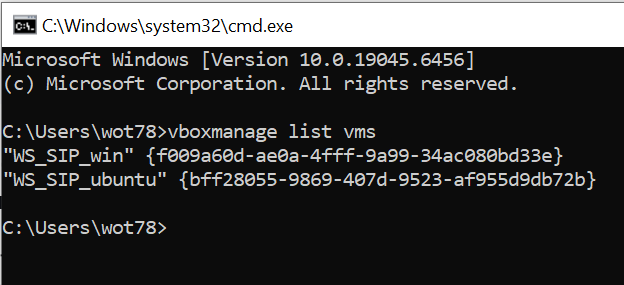 C:\Windows\system32\cmd.exe
Microsoft Windows [Version 10.0.19045.6456]
(c) Microsoft Corporation. All rights reserved.
C:\Users\wot78>vboxmanage list vms
"WS_SIP_win" {f009a60d-ae0a-4fff-9a99-34ac080bd33e}
"WS_SIP_ubuntu" {bff28055-9869-407d-9523-af955d9db72b}
C:\Users\wot78>